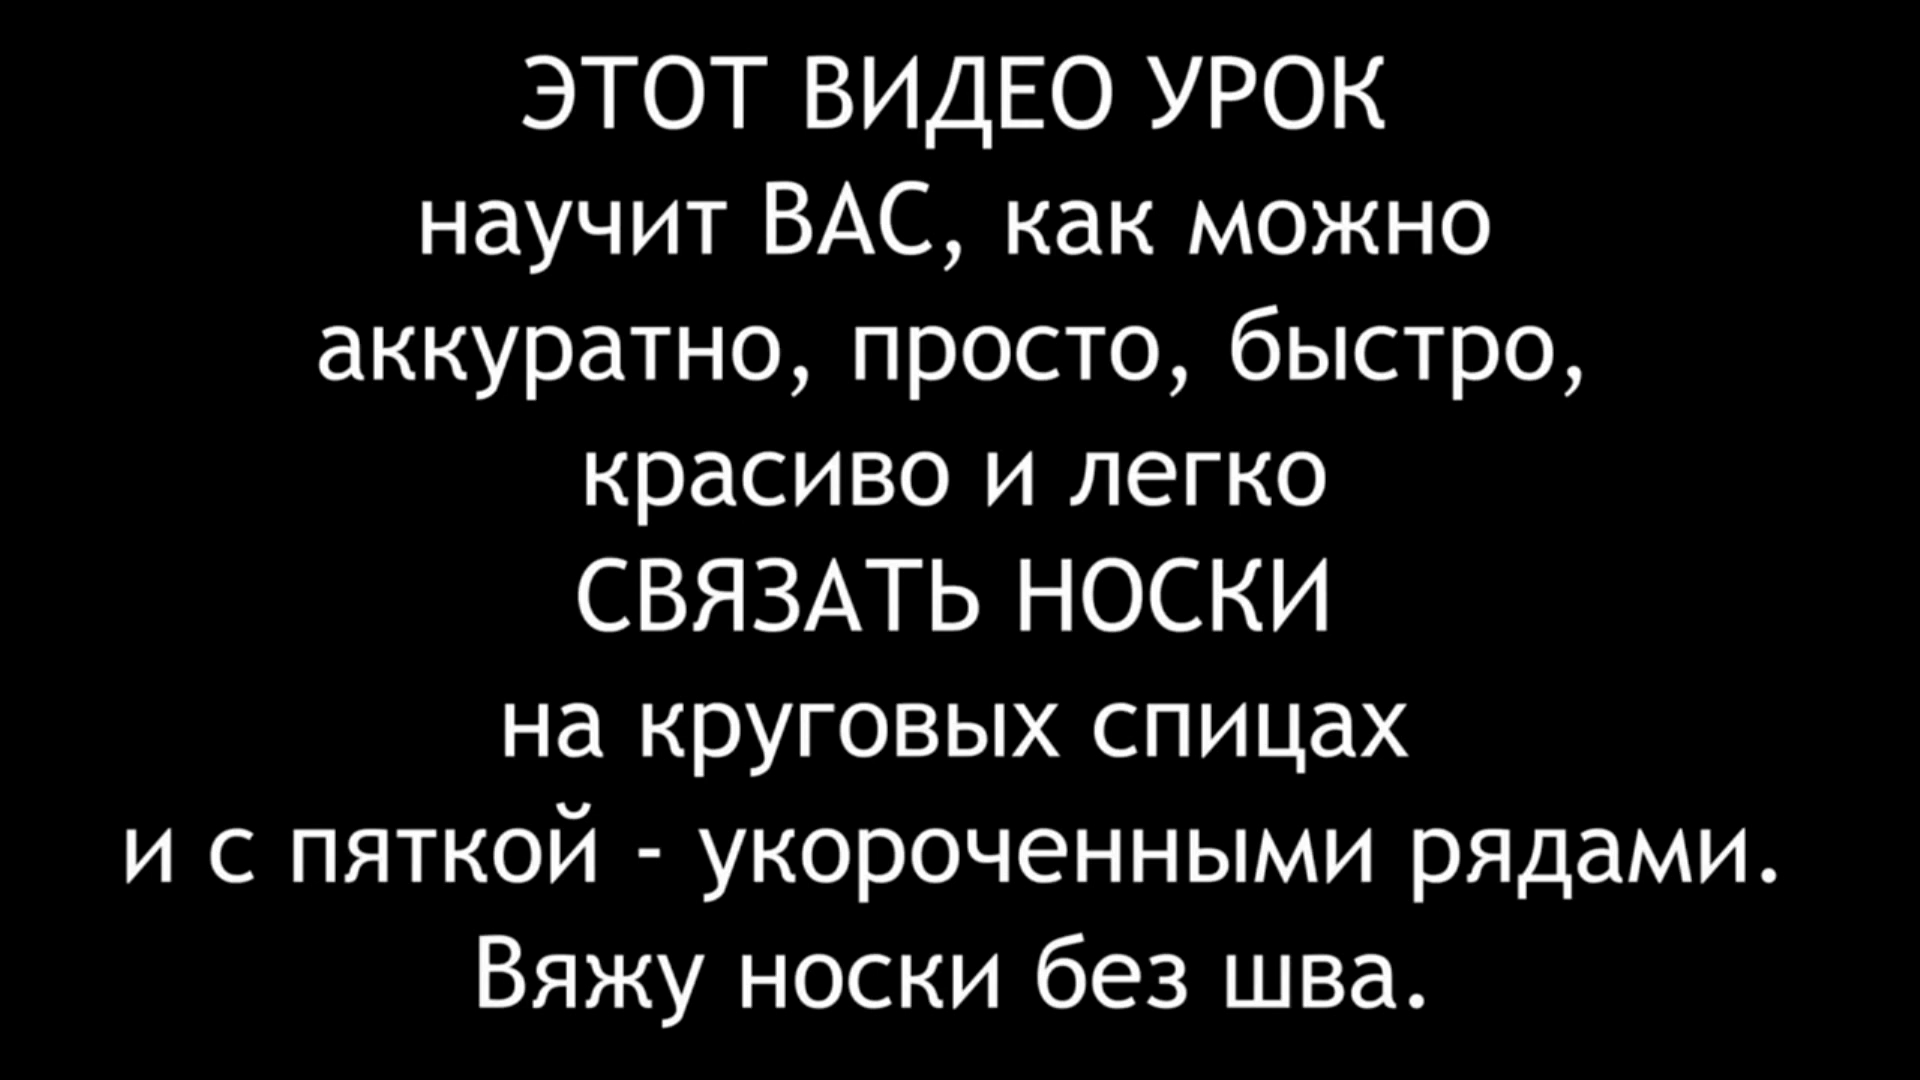 ЭТОТ ВИДЕО УРОК
научит ВАС, как можно
аккуратно, просто, быстро,
красиво и легко
СВЯЗАТЬ НОСКИ
на круговых спицах
и с пяткой - укороченными рядами.
Вяжу носки без шва.